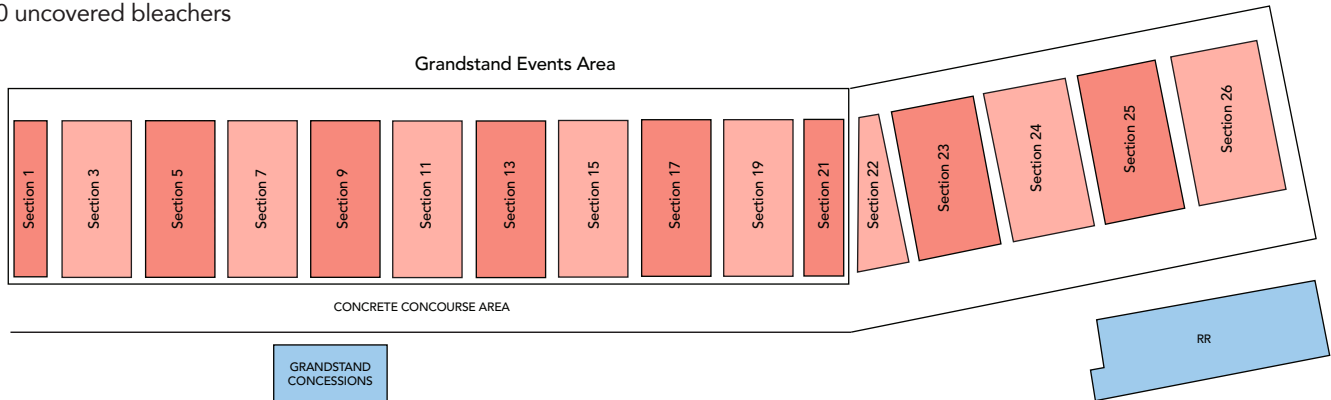 0 uncovered bleachers
Grandstand Events Area
Section 1
Section 3
Section 5
Section 7
Section 9
Section 11
Section 13
Section 15
Section 17
Section 19
Section 21
Section 22
Section 23
Section 24
Section 25
Section 26
CONCRETE CONCOURSE AREA
GRANDSTAND
CONCESSIONS
RR